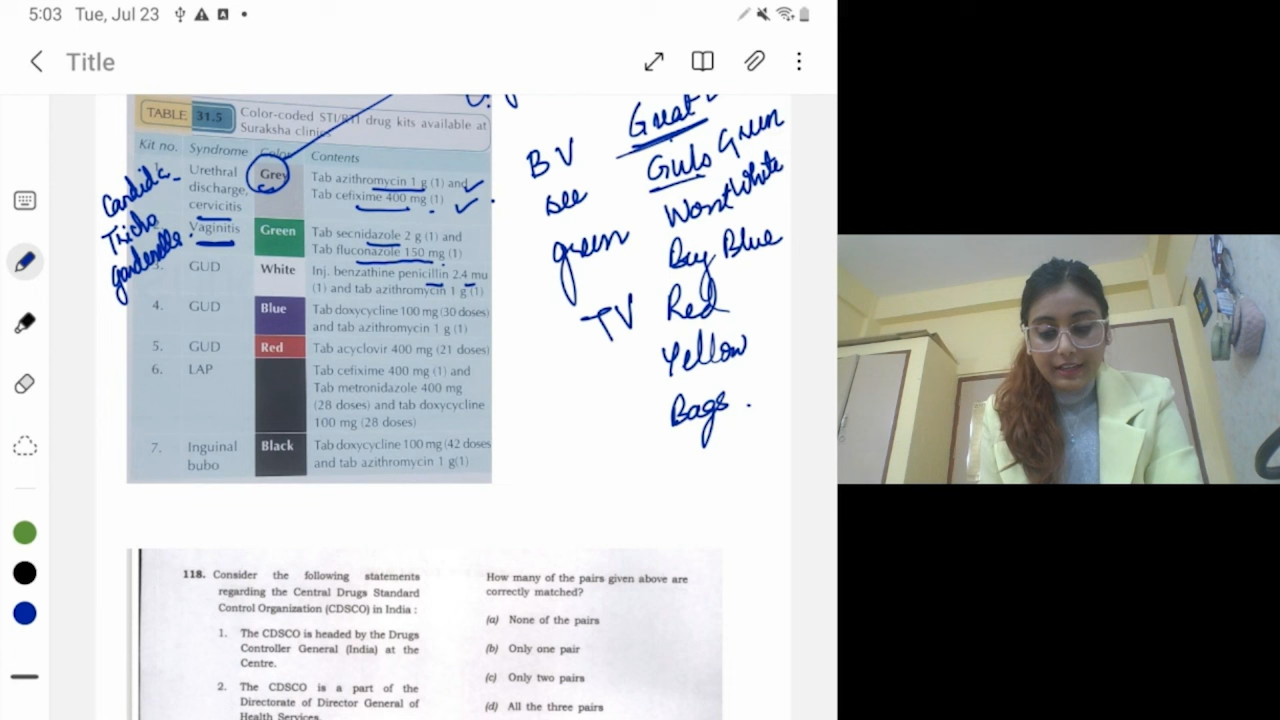 5:03 Tue, Jul 23
Title
TABLE 31.5 Color-coded STI/RTI drug kits available at
Suraksha clinics
Kit no. Syndrome Color Contents
1. Urethral discharge, cervicitis Grey Tab azithromycin 1 g (1) and
Tab cefixime 400 mg (1)
Vaginitis Green Tab secnidazole 2 g (1) and
Tab fluconazole 150 mg (1)
3. GUD White Inj. benzathine penicillin 2.4 mu
(1) and tab azithromycin 1 g (1)
4. GUD Blue Tab doxycycline 100 mg (30 doses)
and tab azithromycin 1 g (1)
5. GUD Red Tab acyclovir 400 mg (21 doses)
6. LAP Tab cefixime 400 mg (1) and
Tab metronidazole 400 mg
(28 doses) and tab doxycycline
100 mg (28 doses)
7. Inguinal bubo Black Tab doxycycline 100 mg (42 doses
and tab azithromycin 1 g(1)
Candida
Tricho
BV
see
green
TV
Great
Girls Green
Worst White
Buy Blue
Red
Yellow
Bags.
118. Consider the following statements
regarding the Central Drugs Standard
Control Organization (CDSCO) in India :
1. The CDSCO is headed by the Drugs
Controller General (India) at the
Centre.
2. The CDSCO is a part of the
Directorate of Director General of
Health Services.
How many of the pairs given above are
correctly matched?
(a) None of the pairs
(b) Only one pair
(c) Only two pairs
(d) All the three pairs